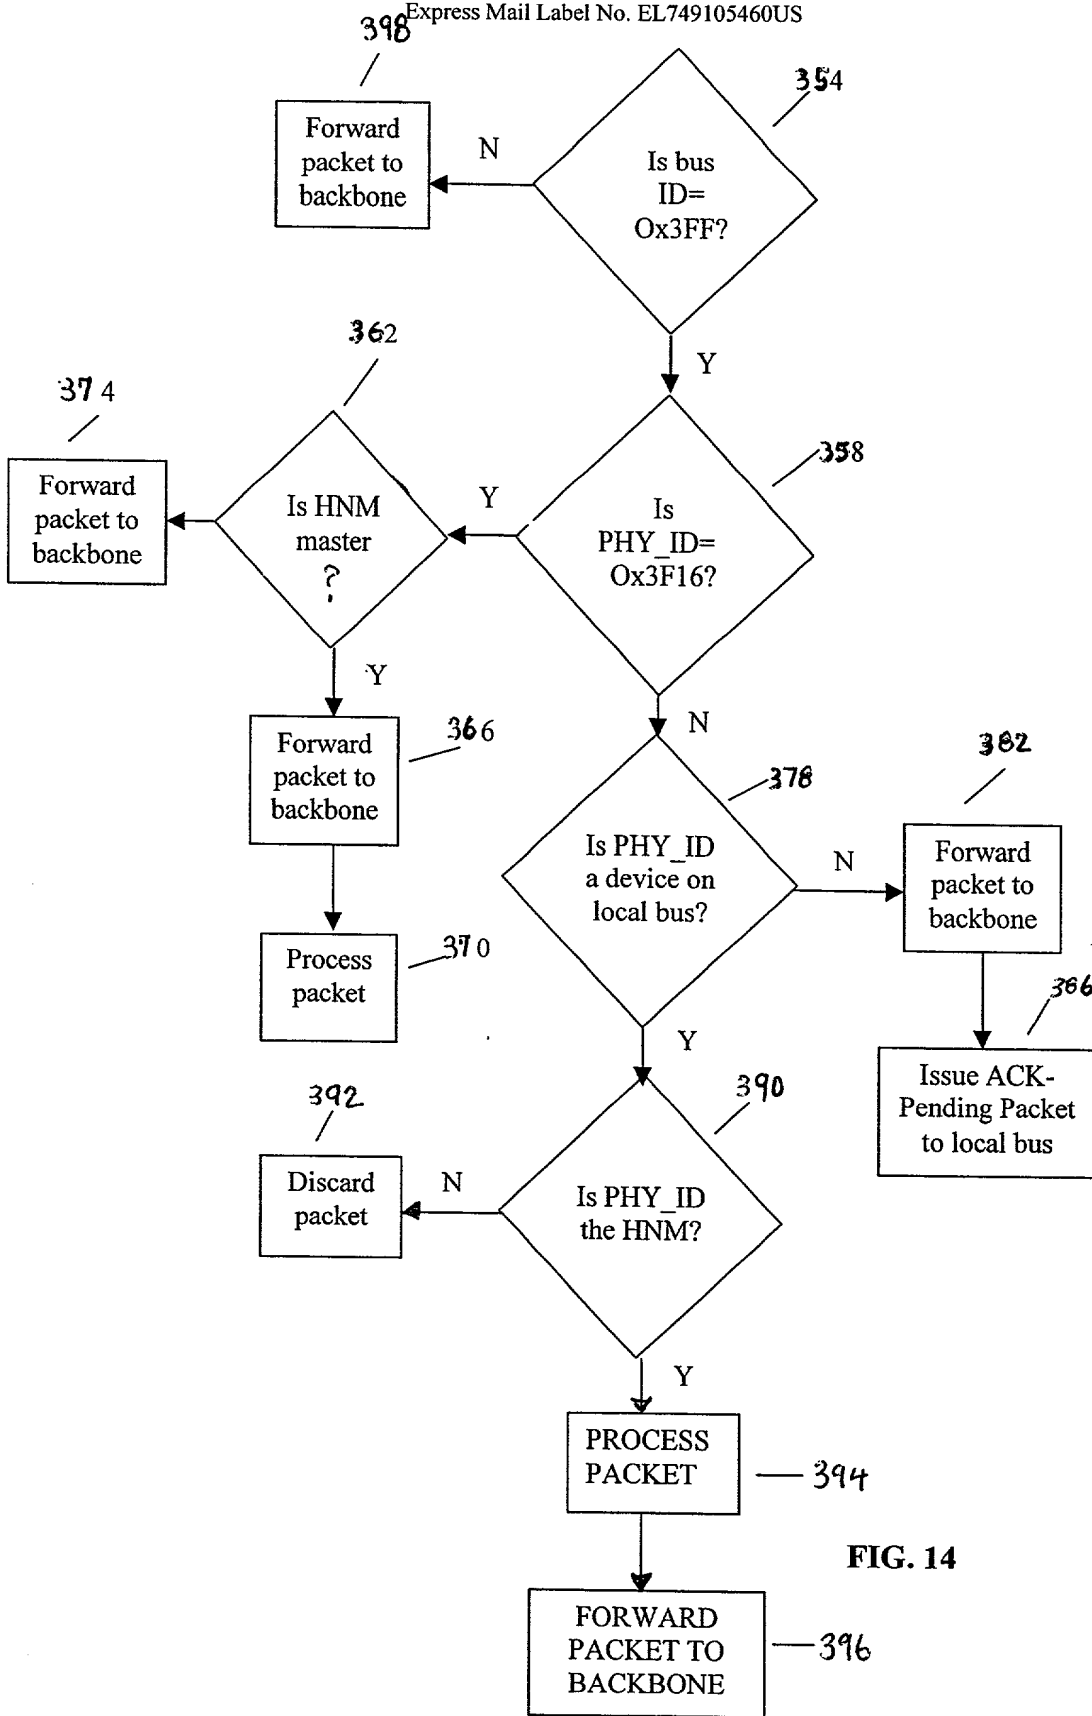 Express Mail Label No. EL749105460US
398
354
Forward
packet to
backbone
N
Is bus
ID=
Ox3FF?
362
Y
374
358
Forward
packet to
backbone
Is HNM
master
?
Y
Is
PHY_ID=
Ox3F16?
Y
N
366
382
Forward
packet to
backbone
378
Is PHY_ID
a device on
local bus?
N
Forward
packet to
backbone
370
Process
packet
386
Y
Issue ACK-
Pending Packet
to local bus
392
390
Discard
packet
N
Is PHY_ID
the HNM?
Y
PROCESS
PACKET
394
FIG. 14
FORWARD
PACKET TO
BACKBONE
396